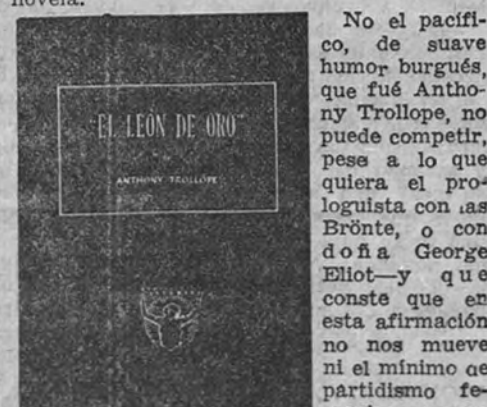 novela.
"EL LEÓN DE ORO"
ANTHONY TROLLOPE
No el pacífi-
co, de suave
humor burgués,
que fué Antho-
ny Trollope, no
puede competir,
pese a lo que
quiera el pro-
loguista con las
Brönte, o con
doña George
Eliot—y que
conste que en
esta afirmación
no nos mueve
ni el mínimo de
partidismo fe-